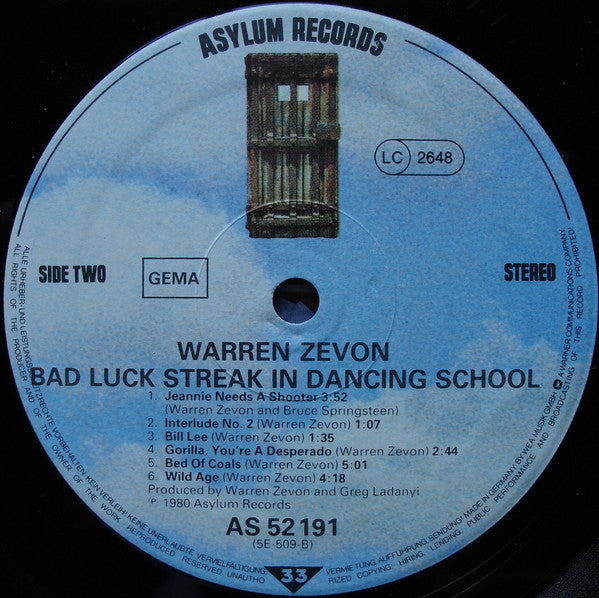 ASYLUM RECORDS
LC 2648
SIDE TWO
GEMA
STEREO
WARREN ZEVON
BAD LUCK STREAK IN DANCING SCHOOL
1. Jeannie Needs A Shooter 3:52
(Warren Zevon and Bruce Springsteen)
2. Interlude No. 2 (Warren Zevon) 1:07
3. Bill Lee (Warren Zevon) 1:35
4. Gorilla, You're A Desperado (Warren Zevon) 2:44
5. Bed Of Coals (Warren Zevon) 5:01
6. Wild Age (Warren Zevon) 4:18
Produced by Warren Zevon and Greg Ladanyi
℗ 1980 Asylum Records
AS 52 191
(5E-509-B)
33
ALLE URHEBER- UND LEISTUNGSSCHUTZRECHTE VORBEHALTEN. KEIN VERLEIH! KEINE UNERLAUBTE VERVIELFÄLTIGUNG, VERMIETUNG, AUFFÜHRUNG, SENDUNG! MADE IN GERMANY BY WEA MUSIK GMBH. A WARNER COMMUNICATIONS COMPANY
ALL RIGHTS OF THE PRODUCER AND OF THE OWNER OF THE WORK REPRODUCED RESERVED. UNAUTHORIZED COPYING, HIRING, LENDING, PUBLIC PERFORMANCE AND BROADCASTING OF THIS RECORD PROHIBITED!